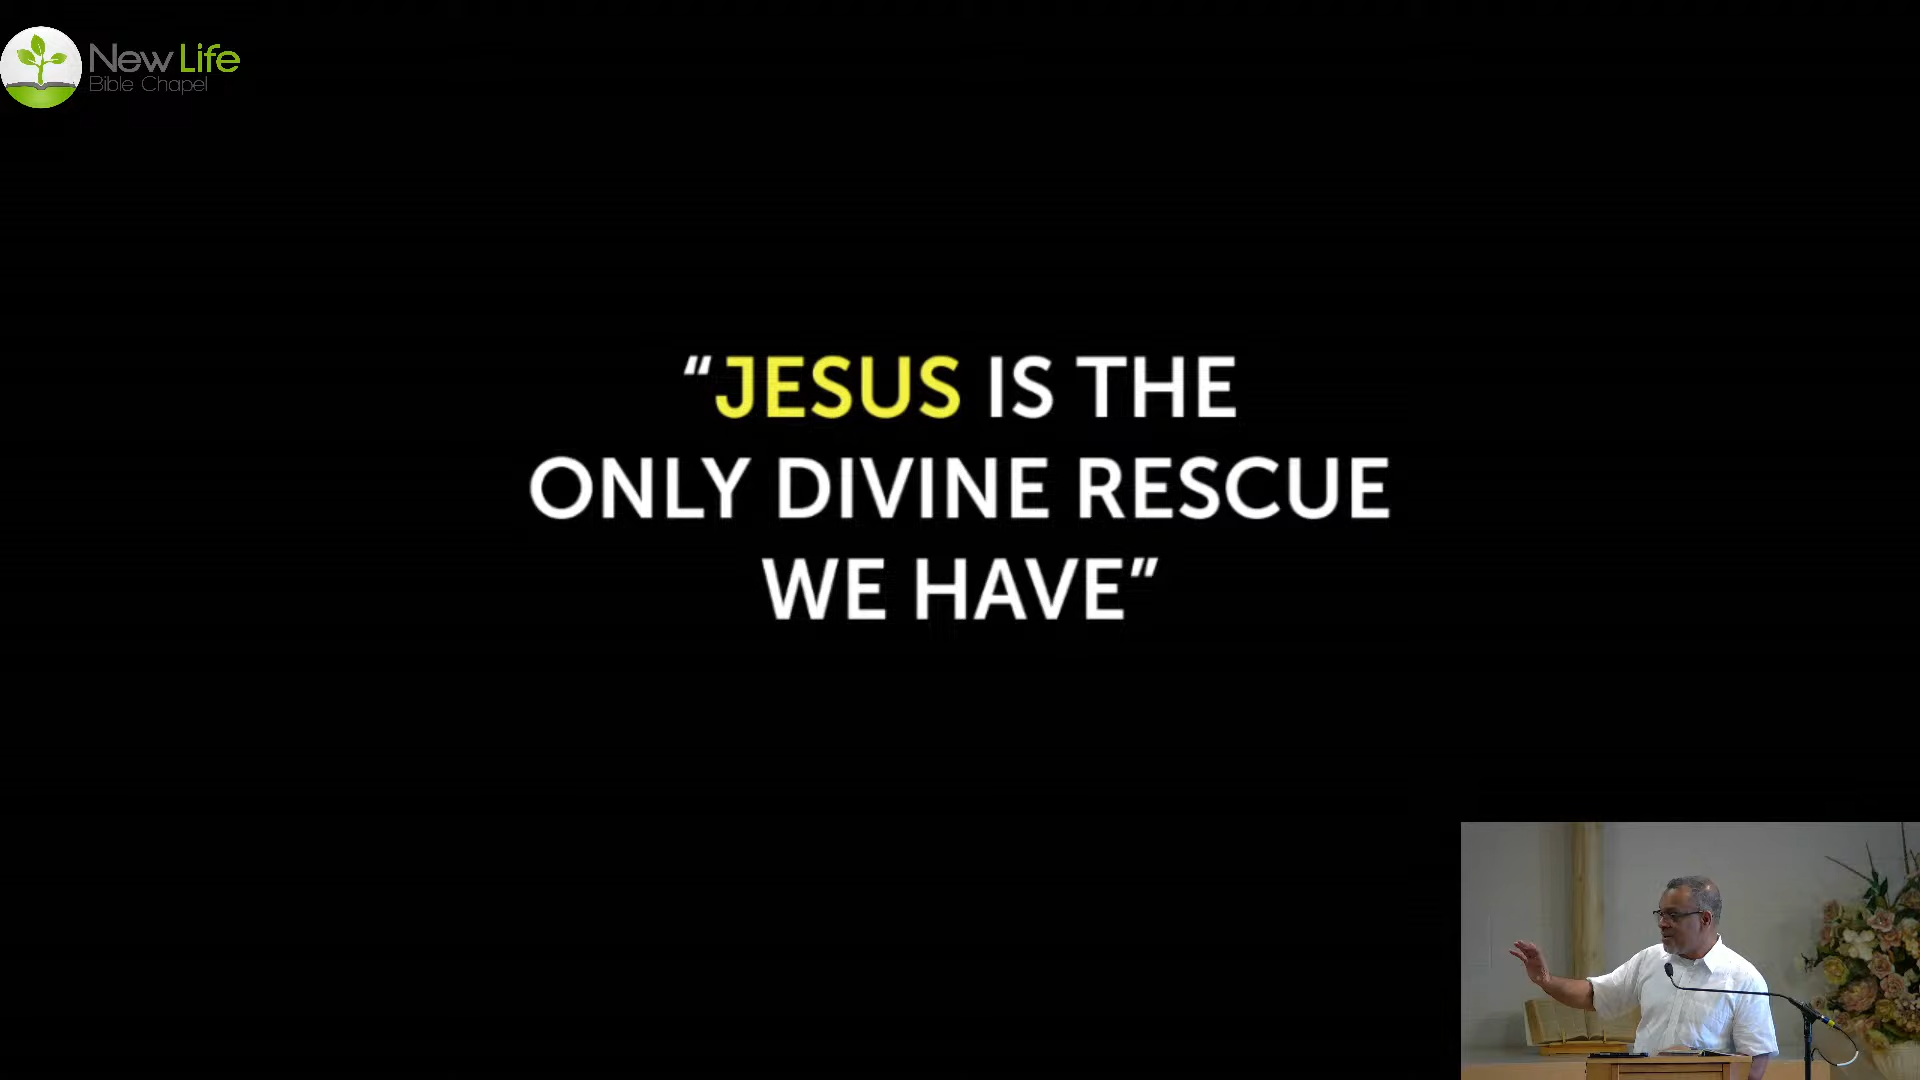 New Life
Bible Chapel
“JESUS IS THE
ONLY DIVINE RESCUE
WE HAVE”